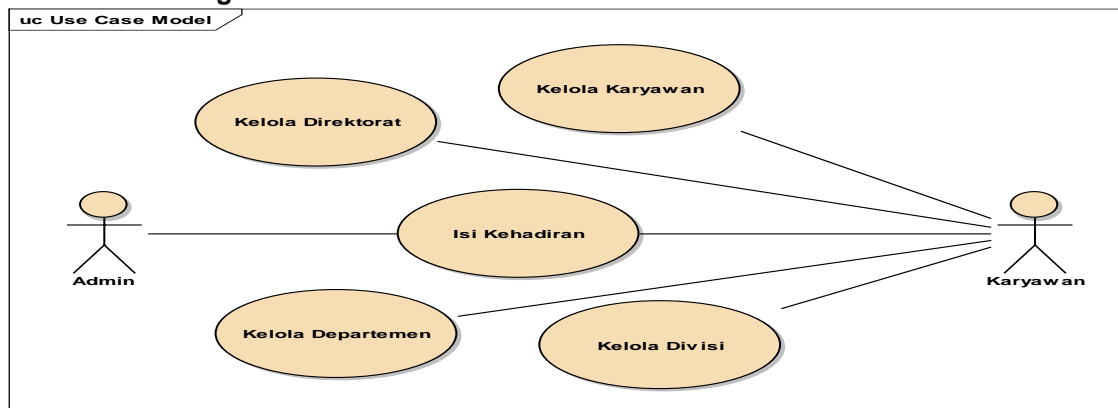 uc Use Case Model
Kelola Karyawan
Kelola Direktorat
Isi Kehadiran
Admin
Karyawan
Kelola Departemen
Kelola Divisi